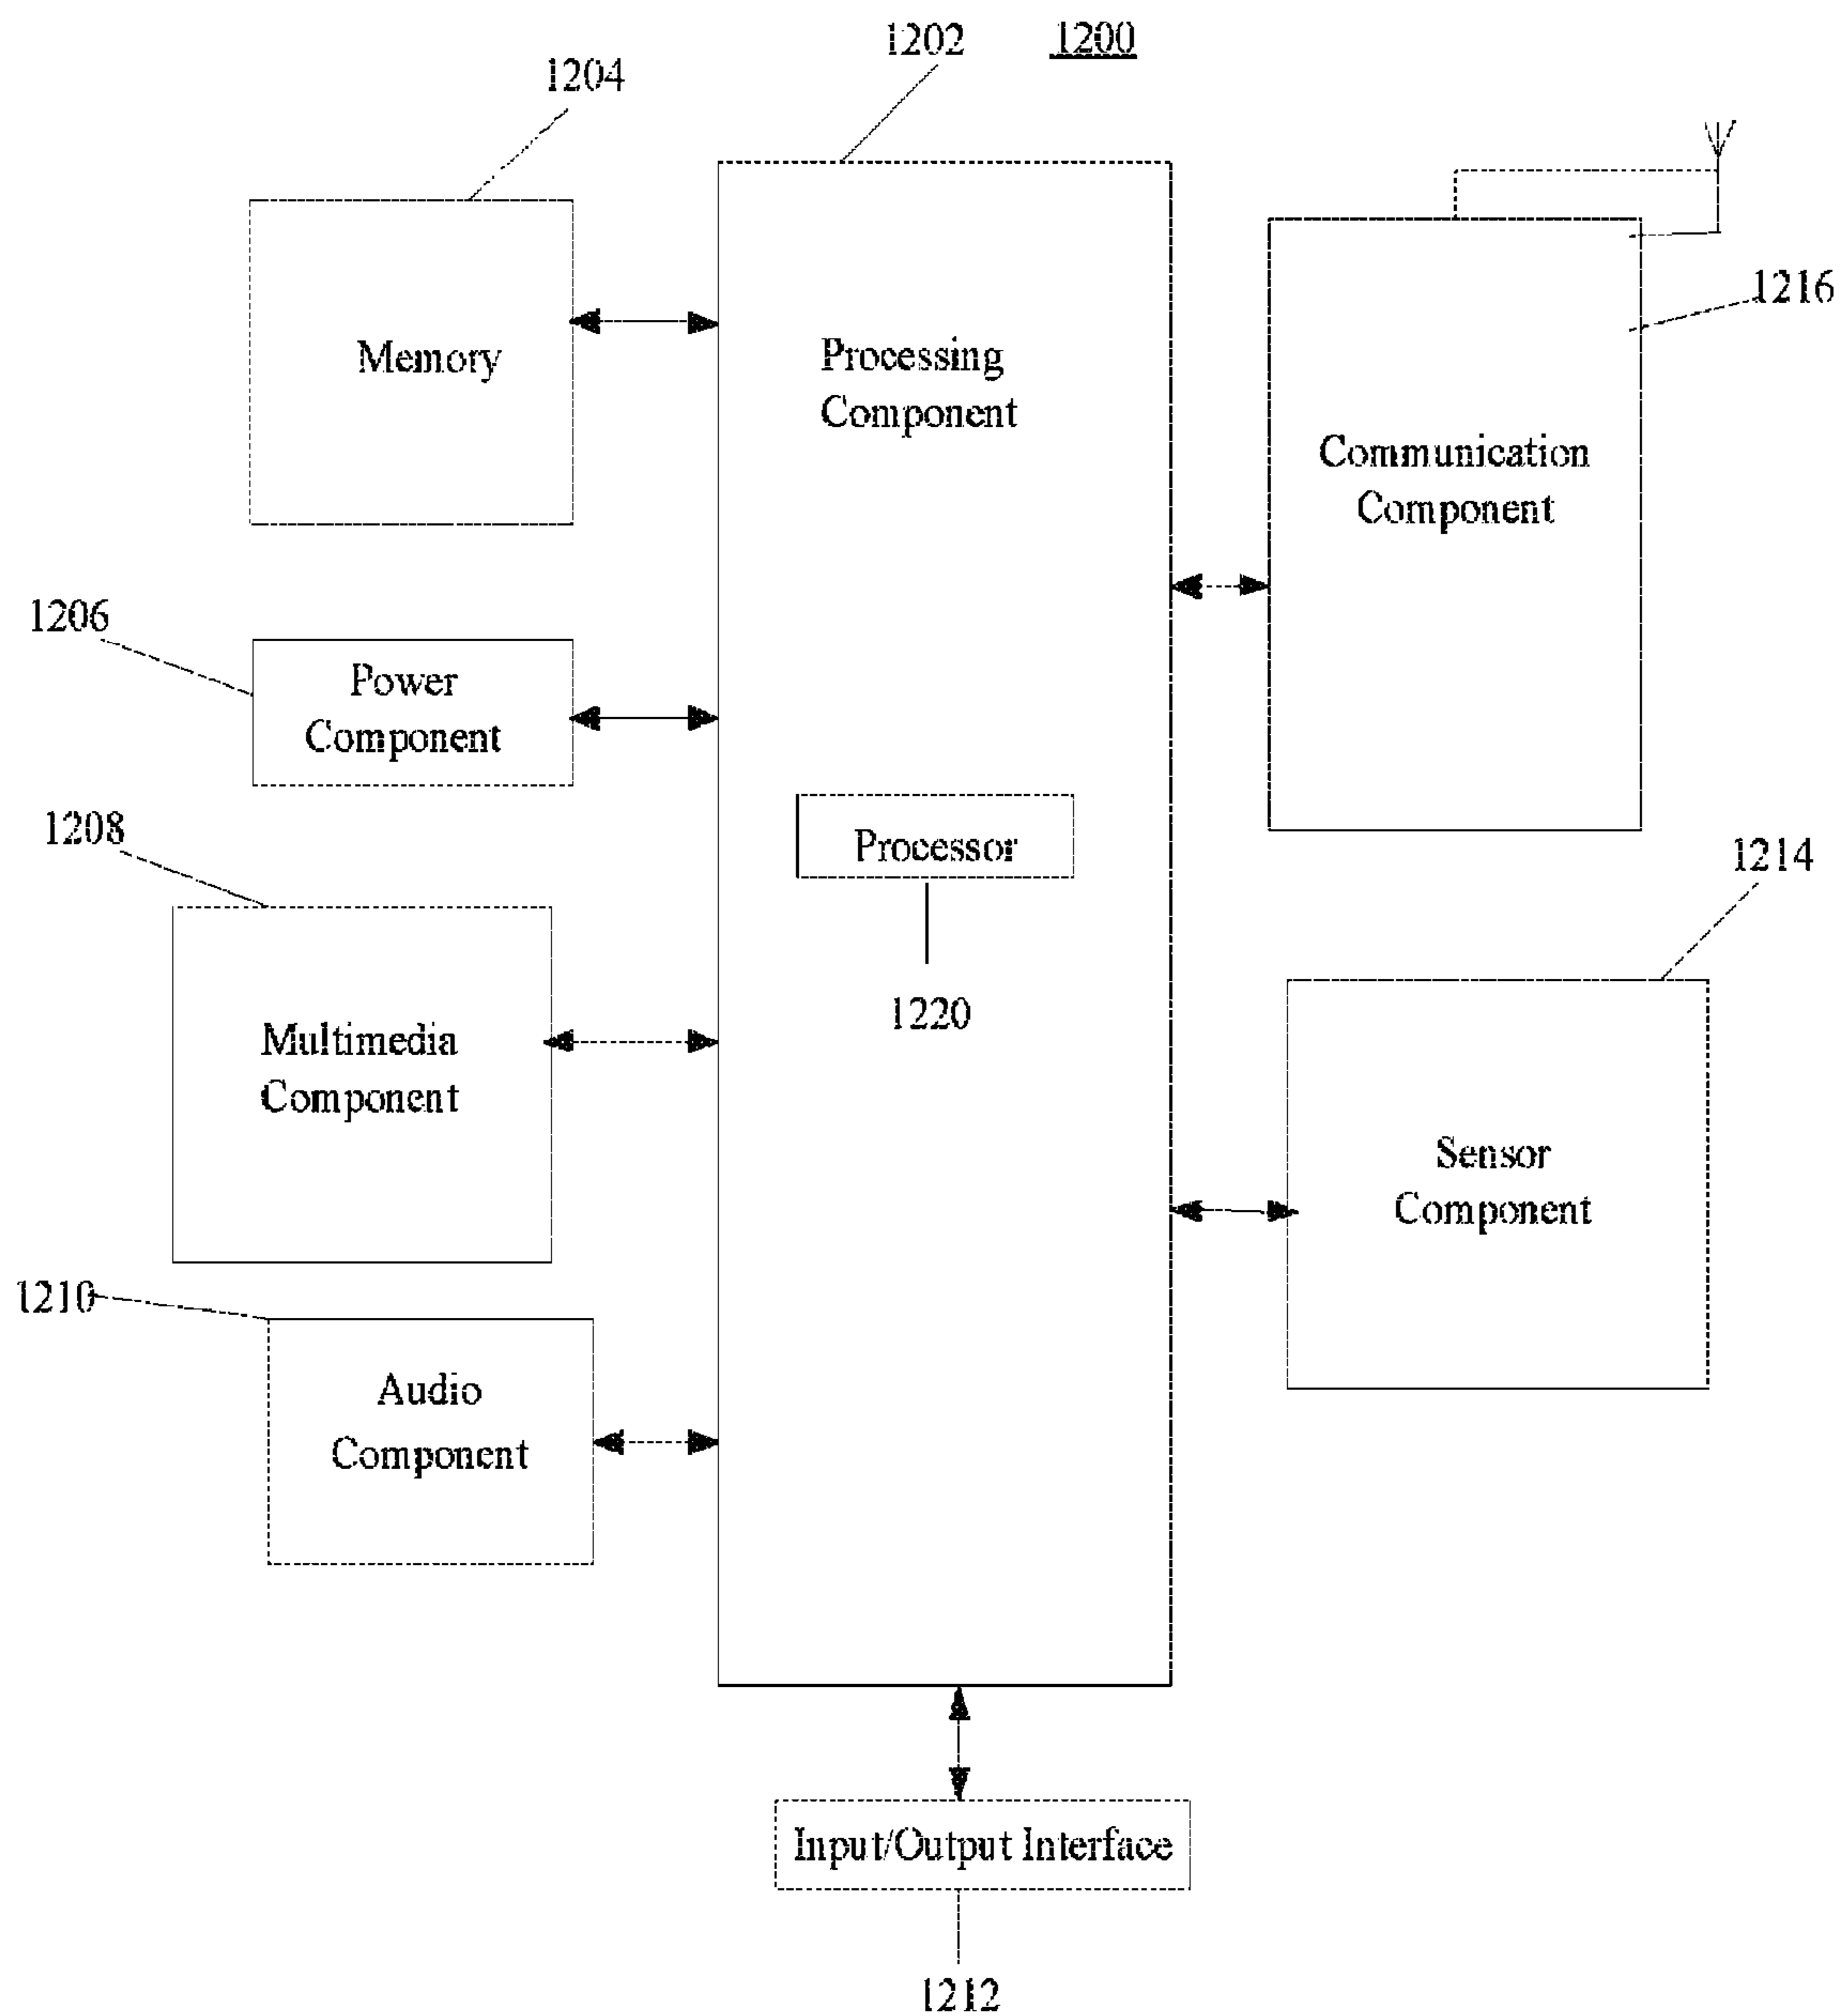 1202
1200
1204
1216
Memory
Processing
Component
Communication
Component
1206
Power
Component
1208
Processor
1214
1220
Multimedia
Component
Sensor
Component
1210
Audio
Component
Input/Output Interface
1212